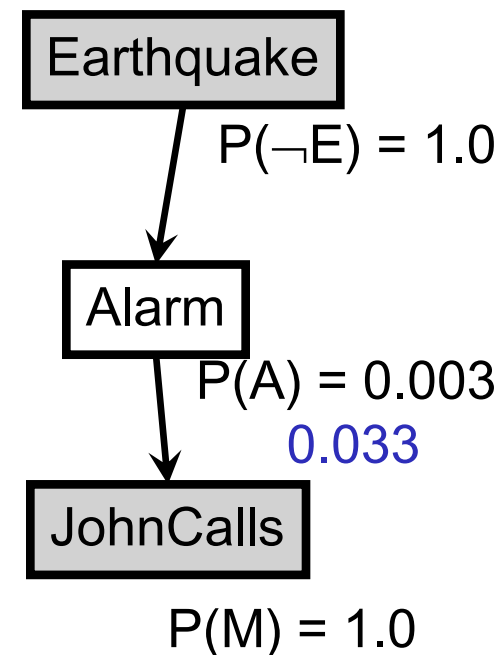 Earthquake
P(¬E) = 1.0
Alarm
P(A) = 0.003
0.033
JohnCalls
P(M) = 1.0